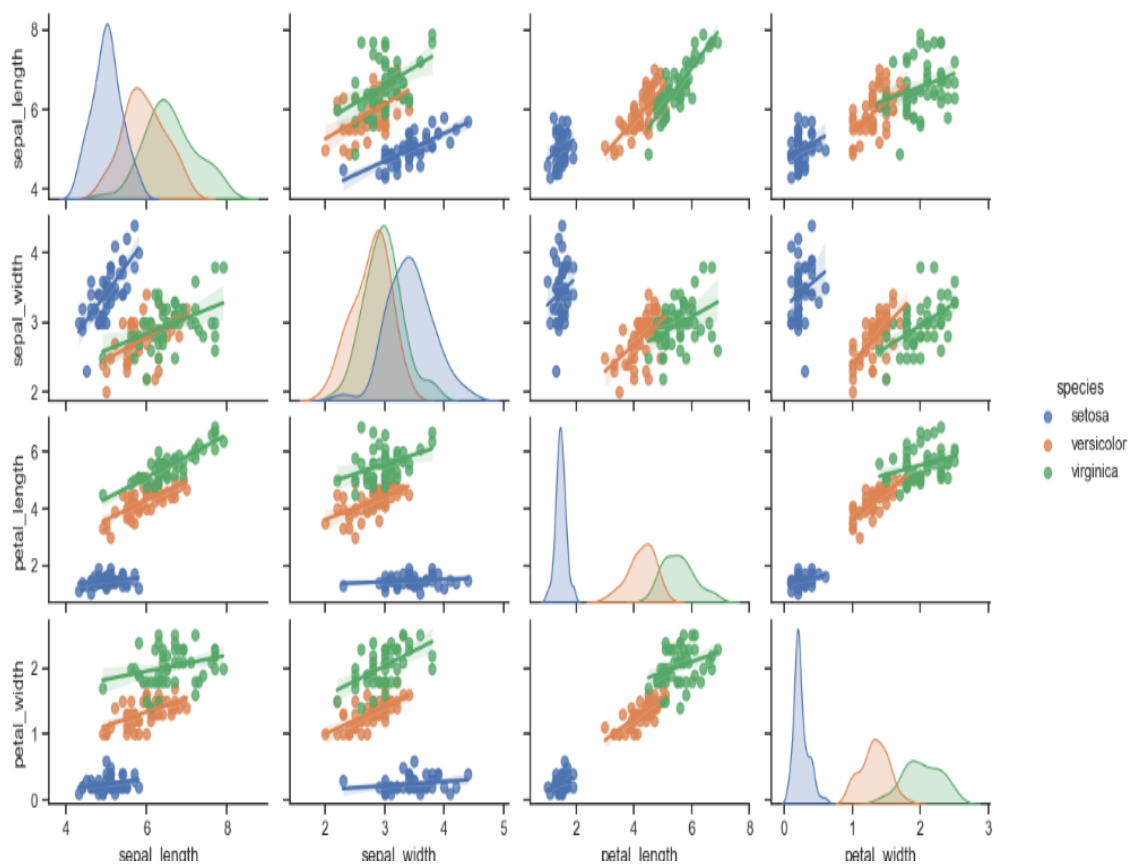 sepal_length
8
6
4
sepal_width
4
3
2
species
setosa
versicolor
virginica
petal_length
6
4
2
petal_width
2
1
0
4 6 8 2 3 4 5 2 4 6 8 0 1 2 3
sepal_length sepal_width petal_length petal_width